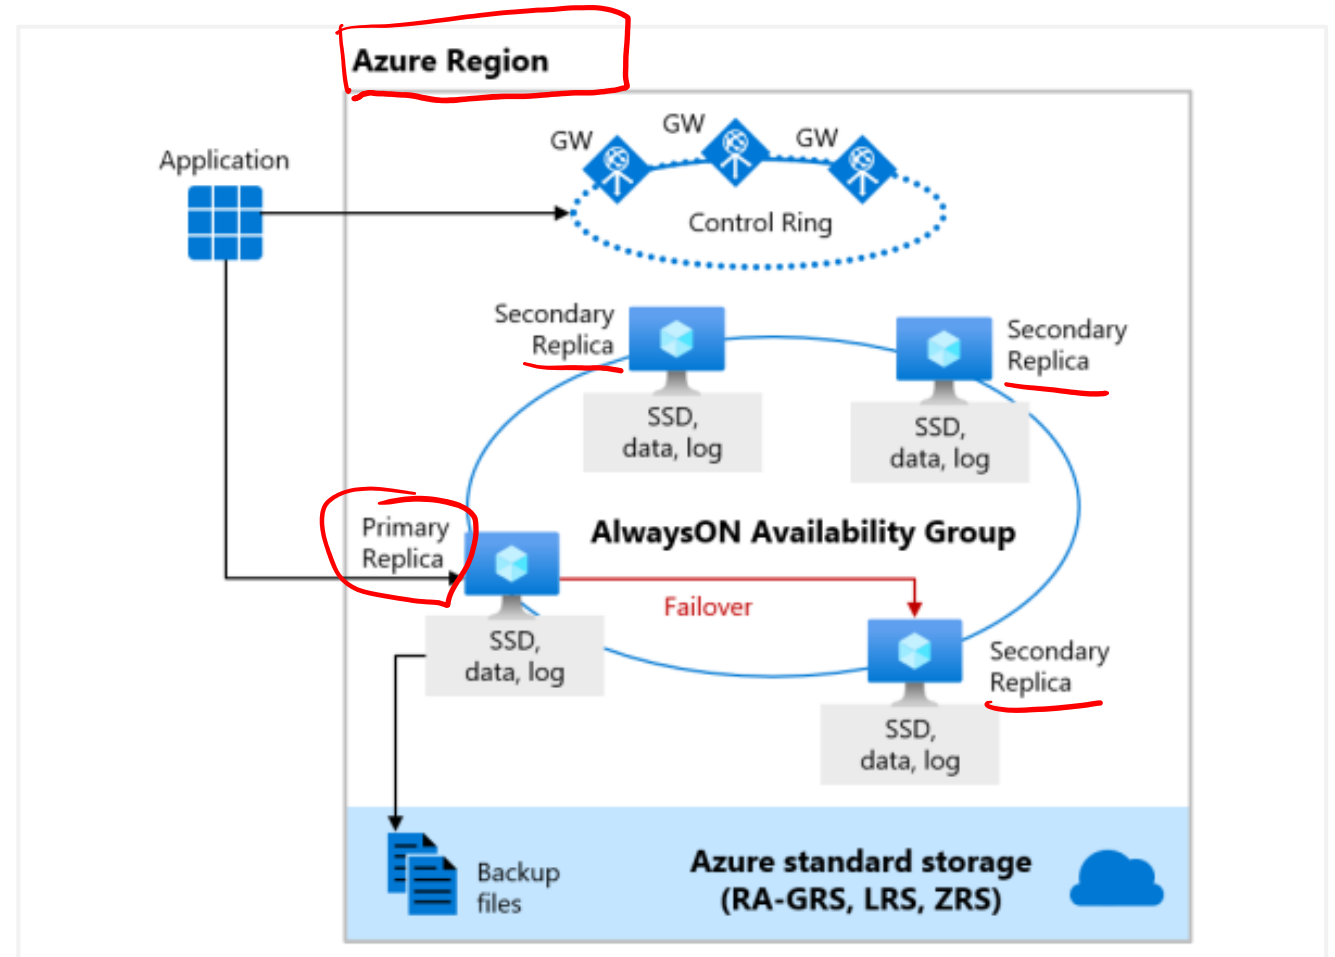 Azure Region
GW
GW
GW
Application
Control Ring
Secondary
Replica
Secondary
Replica
SSD,
data, log
SSD,
data, log
Primary
Replica
AlwaysON Availability Group
Failover
SSD,
data, log
Secondary
Replica
SSD,
data, log
Backup
files
Azure standard storage
(RA-GRS, LRS, ZRS)